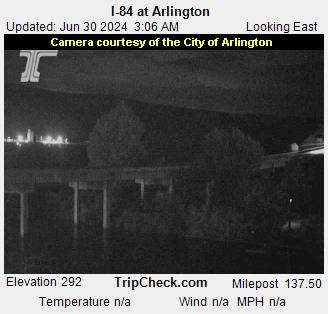 I-84 at Arlington
Updated: Jun 30 2024 3:06 AM Looking East
Camera courtesy of the City of Arlington
Elevation 292 TripCheck.com Milepost 137.50
Temperature n/a Wind n/a MPH n/a